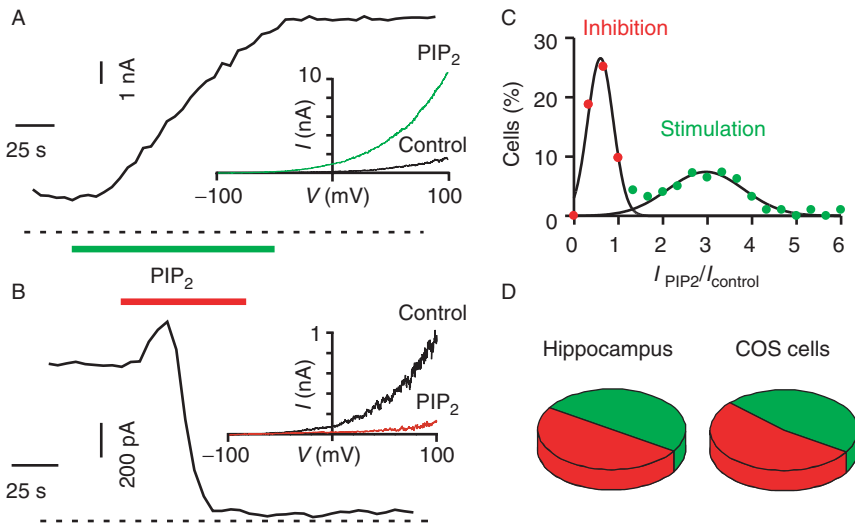 A
1 nA
25 s
PIP2
10
I (nA)
Control
−100
V (mV)
100
B
PIP2
Control
1
I (nA)
PIP2
−100
V (mV)
100
200 pA
25 s
C
Inhibition
30
Stimulation
20
Cells (%)
10
0
0 1 2 3 4 5 6
I PIP2/Icontrol
D
Hippocampus
COS cells